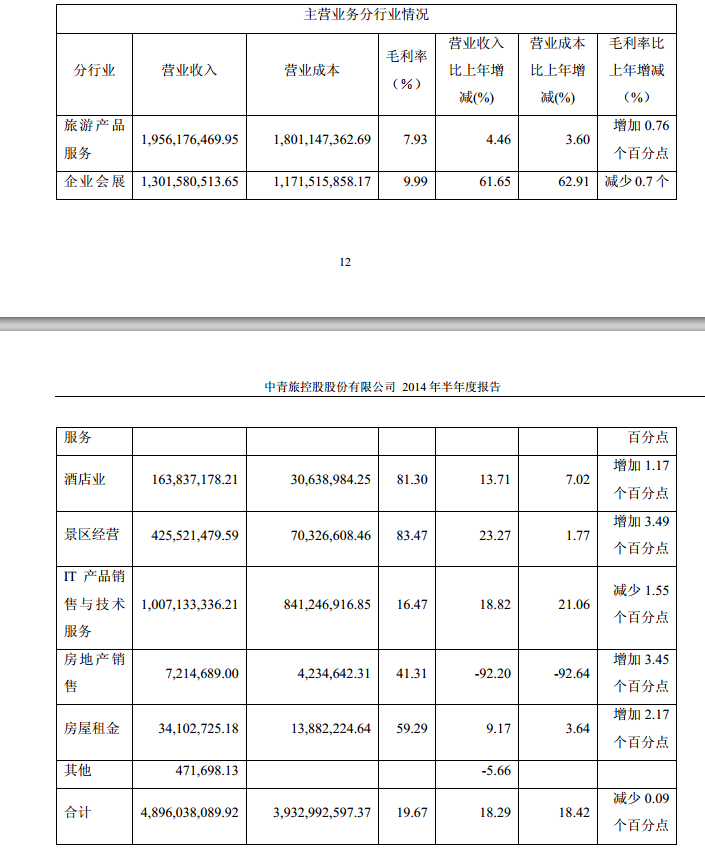 主营业务分行业情况
分行业 营业收入 营业成本 毛利率（%） 营业收入比上年增减(%) 营业成本比上年增减(%) 毛利率比上年增减（%）
旅游产品服务 1,956,176,469.95 1,801,147,362.69 7.93 4.46 3.60 增加 0.76 个百分点
企业会展 1,301,580,513.65 1,171,515,858.17 9.99 61.65 62.91 减少 0.7 个
12
中青旅控股股份有限公司 2014 年半年度报告
服务 百分点
酒店业 163,837,178.21 30,638,984.25 81.30 13.71 7.02 增加 1.17 个百分点
景区经营 425,521,479.59 70,326,608.46 83.47 23.27 1.77 增加 3.49 个百分点
IT 产品销售与技术服务 1,007,133,336.21 841,246,916.85 16.47 18.82 21.06 减少 1.55 个百分点
房地产销售 7,214,689.00 4,234,642.31 41.31 -92.20 -92.64 增加 3.45 个百分点
房屋租金 34,102,725.18 13,882,224.64 59.29 9.17 3.64 增加 2.17 个百分点
其他 471,698.13 -5.66
合计 4,896,038,089.92 3,932,992,597.37 19.67 18.29 18.42 减少 0.09 个百分点